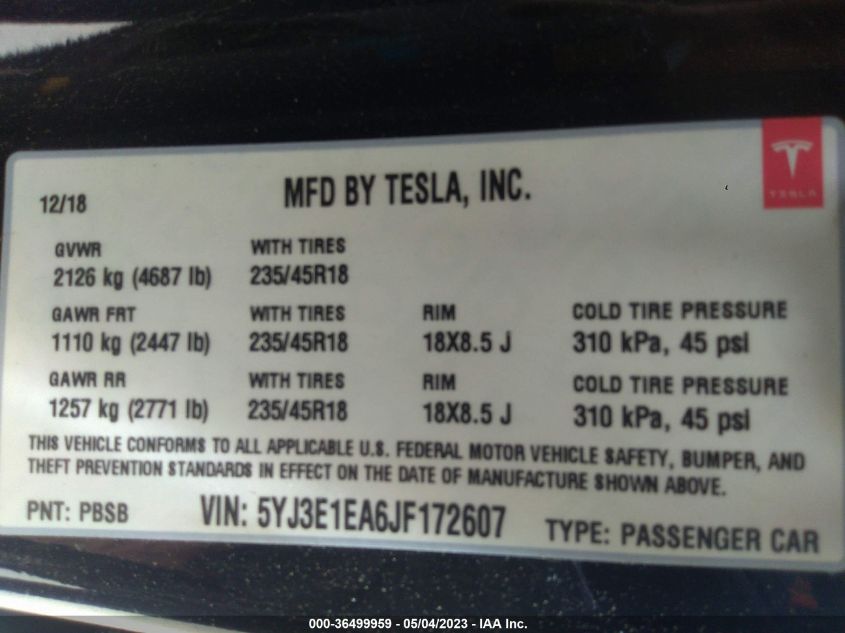 TESLA
12/18 MFD BY TESLA, INC.
GVWR WITH TIRES
2126 kg (4687 lb) 235/45R18
GAWR FRT WITH TIRES RIM COLD TIRE PRESSURE
1110 kg (2447 lb) 235/45R18 18X8.5 J 310 kPa, 45 psi
GAWR RR WITH TIRES RIM COLD TIRE PRESSURE
1257 kg (2771 lb) 235/45R18 18X8.5 J 310 kPa, 45 psi
THIS VEHICLE CONFORMS TO ALL APPLICABLE U.S. FEDERAL MOTOR VEHICLE SAFETY, BUMPER, AND
THEFT PREVENTION STANDARDS IN EFFECT ON THE DATE OF MANUFACTURE SHOWN ABOVE.
PNT: PBSB VIN: 5YJ3E1EA6JF172607 TYPE: PASSENGER CAR
000-36499959 - 05/04/2023 - IAA Inc.